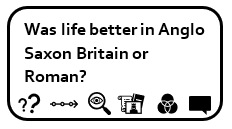 Was life better in Anglo
Saxon Britain or
Roman?
??